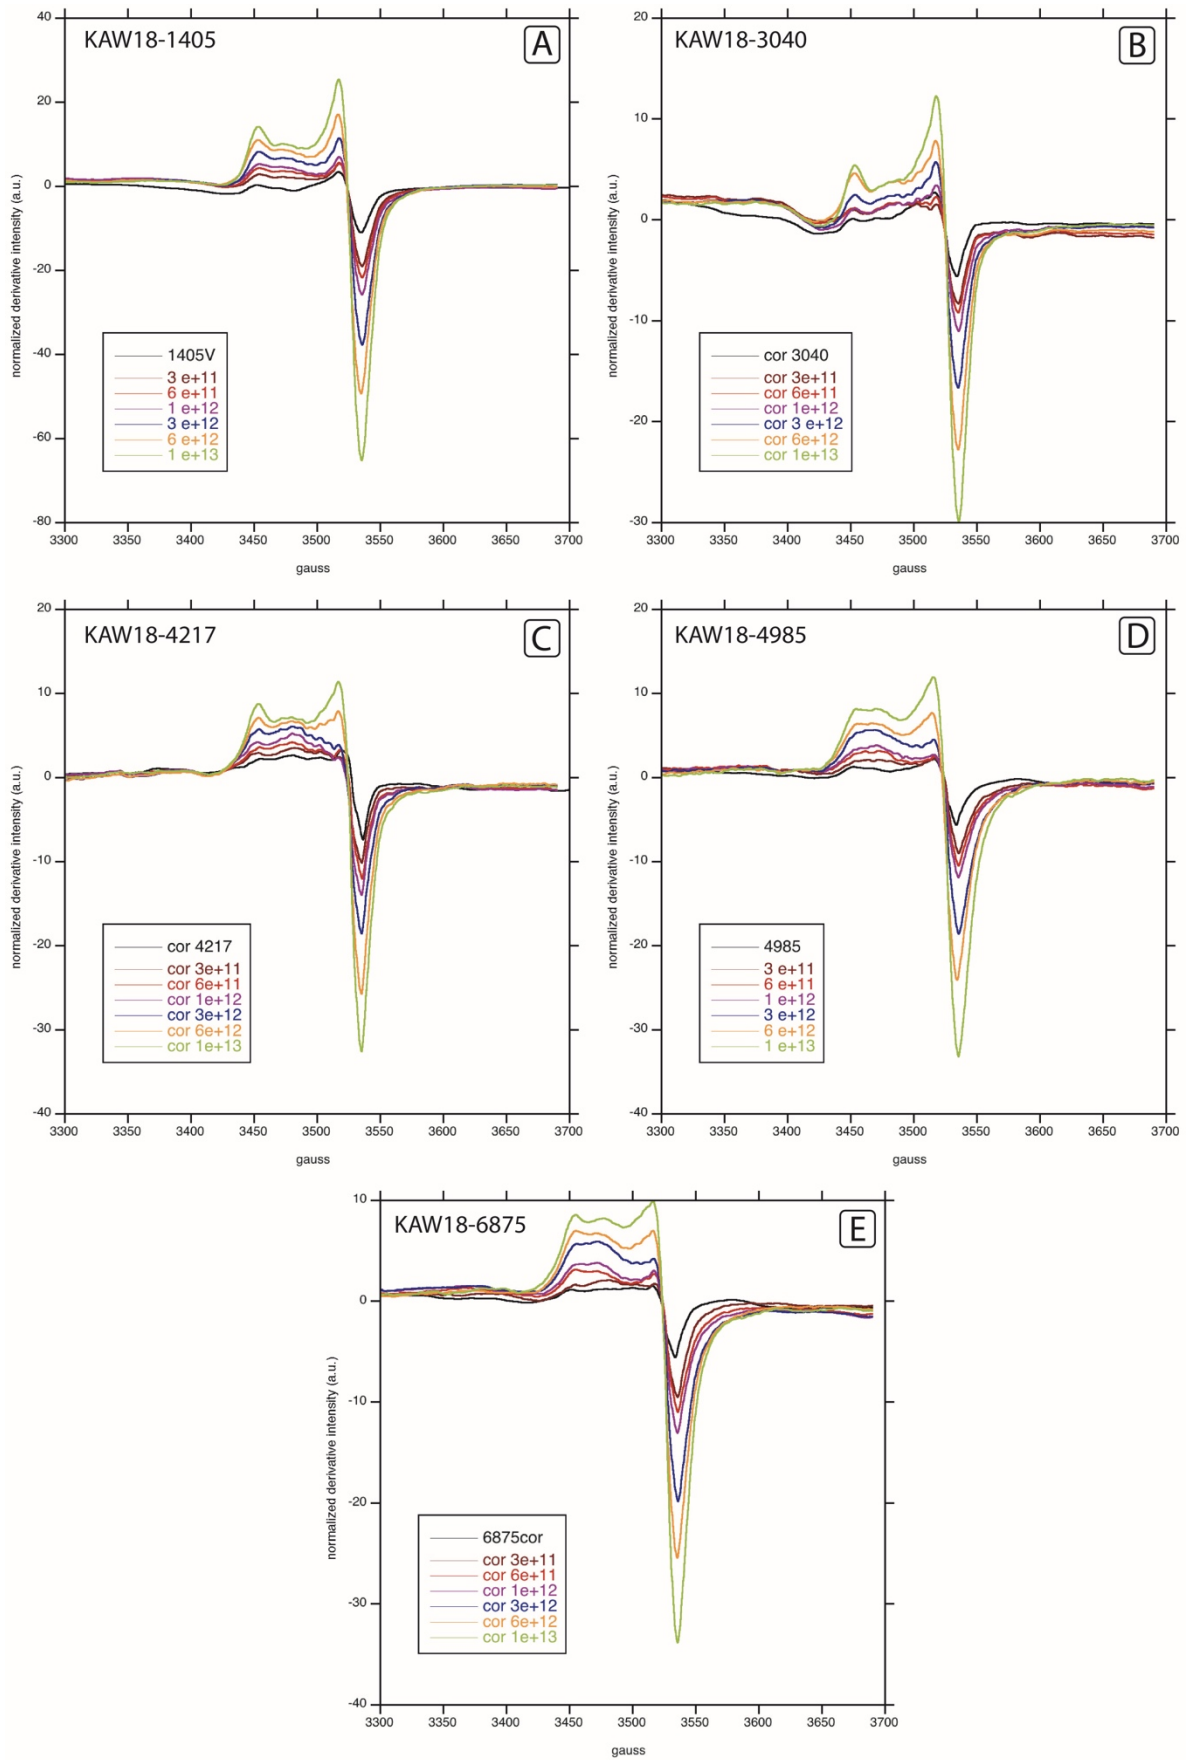 KAW18-1405
A
40
20
0
-20
-40
-60
-80
normalized derivative intensity (a.u.)
1405V
3 e+11
6 e+11
1 e+12
3 e+12
6 e+12
1 e+13
3300 3350 3400 3450 3500 3550 3600 3650 3700
gauss
KAW18-3040
B
20
10
0
-10
-20
-30
normalized derivative intensity (a.u.)
cor 3040
cor 3e+11
cor 6e+11
cor 1e+12
cor 3 e+12
cor 6e+12
cor 1e+13
3300 3350 3400 3450 3500 3550 3600 3650 3700
gauss
KAW18-4217
C
20
10
0
-10
-20
-30
-40
normalized derivative intensity (a.u.)
cor 4217
cor 3e+11
cor 6e+11
cor 1e+12
cor 3e+12
cor 6e+12
cor 1e+13
3300 3350 3400 3450 3500 3550 3600 3650 3700
gauss
KAW18-4985
D
20
10
0
-10
-20
-30
-40
normalized derivative intensity (a.u.)
4985
3 e+11
6 e+11
1 e+12
3 e+12
6 e+12
1 e+13
3300 3350 3400 3450 3500 3550 3600 3650 3700
gauss
KAW18-6875
E
10
0
-10
-20
-30
-40
normalized derivative intensity (a.u.)
6875cor
cor 3e+11
cor 6e+11
cor 1e+12
cor 3e+12
cor 6e+12
cor 1e+13
3300 3350 3400 3450 3500 3550 3600 3650 3700
gauss